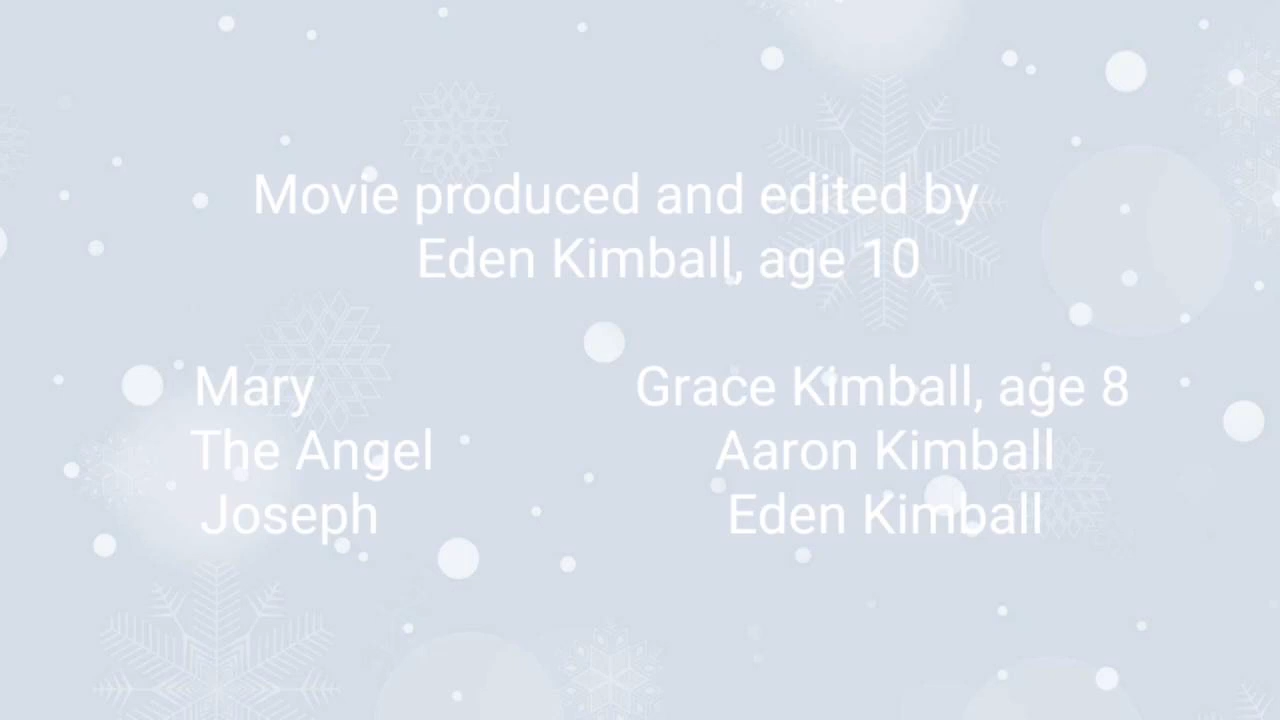 Movie produced and edited by
Eden Kimball, age 10
Mary Grace Kimball, age 8
The Angel Aaron Kimball
Joseph Eden Kimball